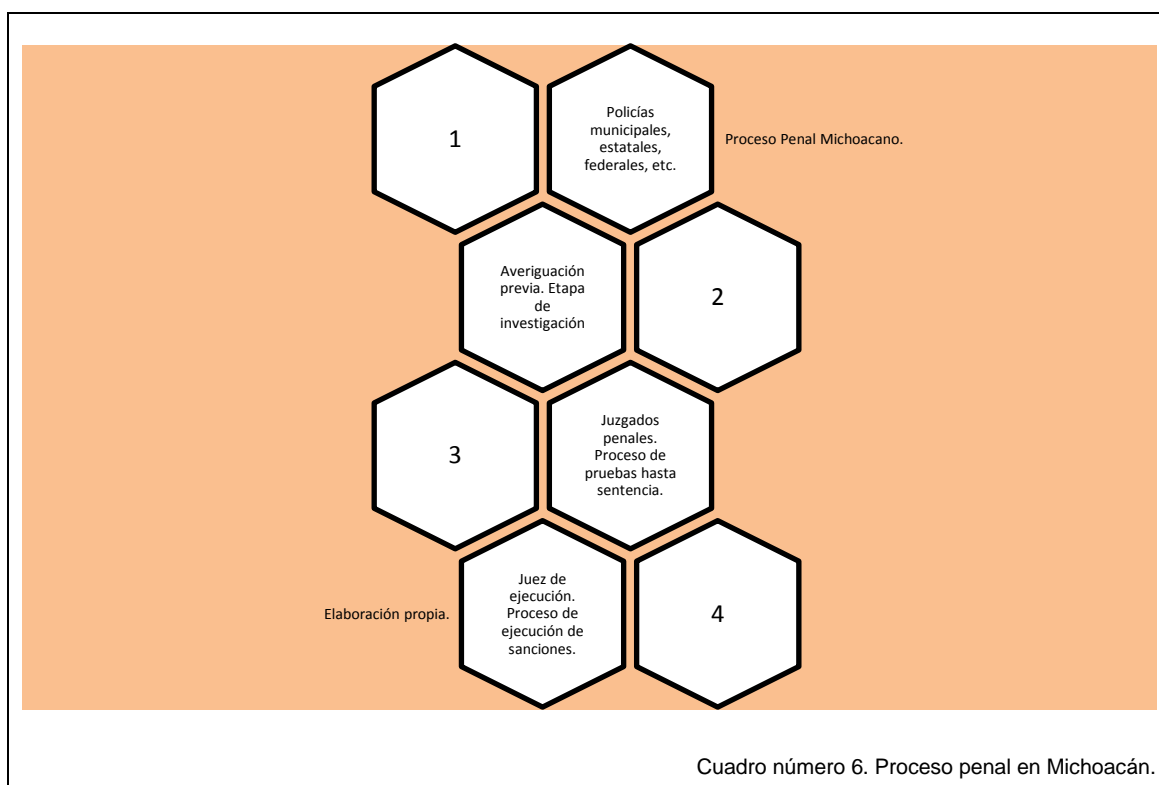 1
Policías
municipales,
estatales,
federales, etc.
Proceso Penal Michoacano.
Averiguación
previa. Etapa
de
investigación
2
3
Juzgados
penales.
Proceso de
pruebas hasta
sentencia.
Elaboración propia.
Juez de
ejecución.
Proceso de
ejecución de
sanciones.
4
Cuadro número 6. Proceso penal en Michoacán.